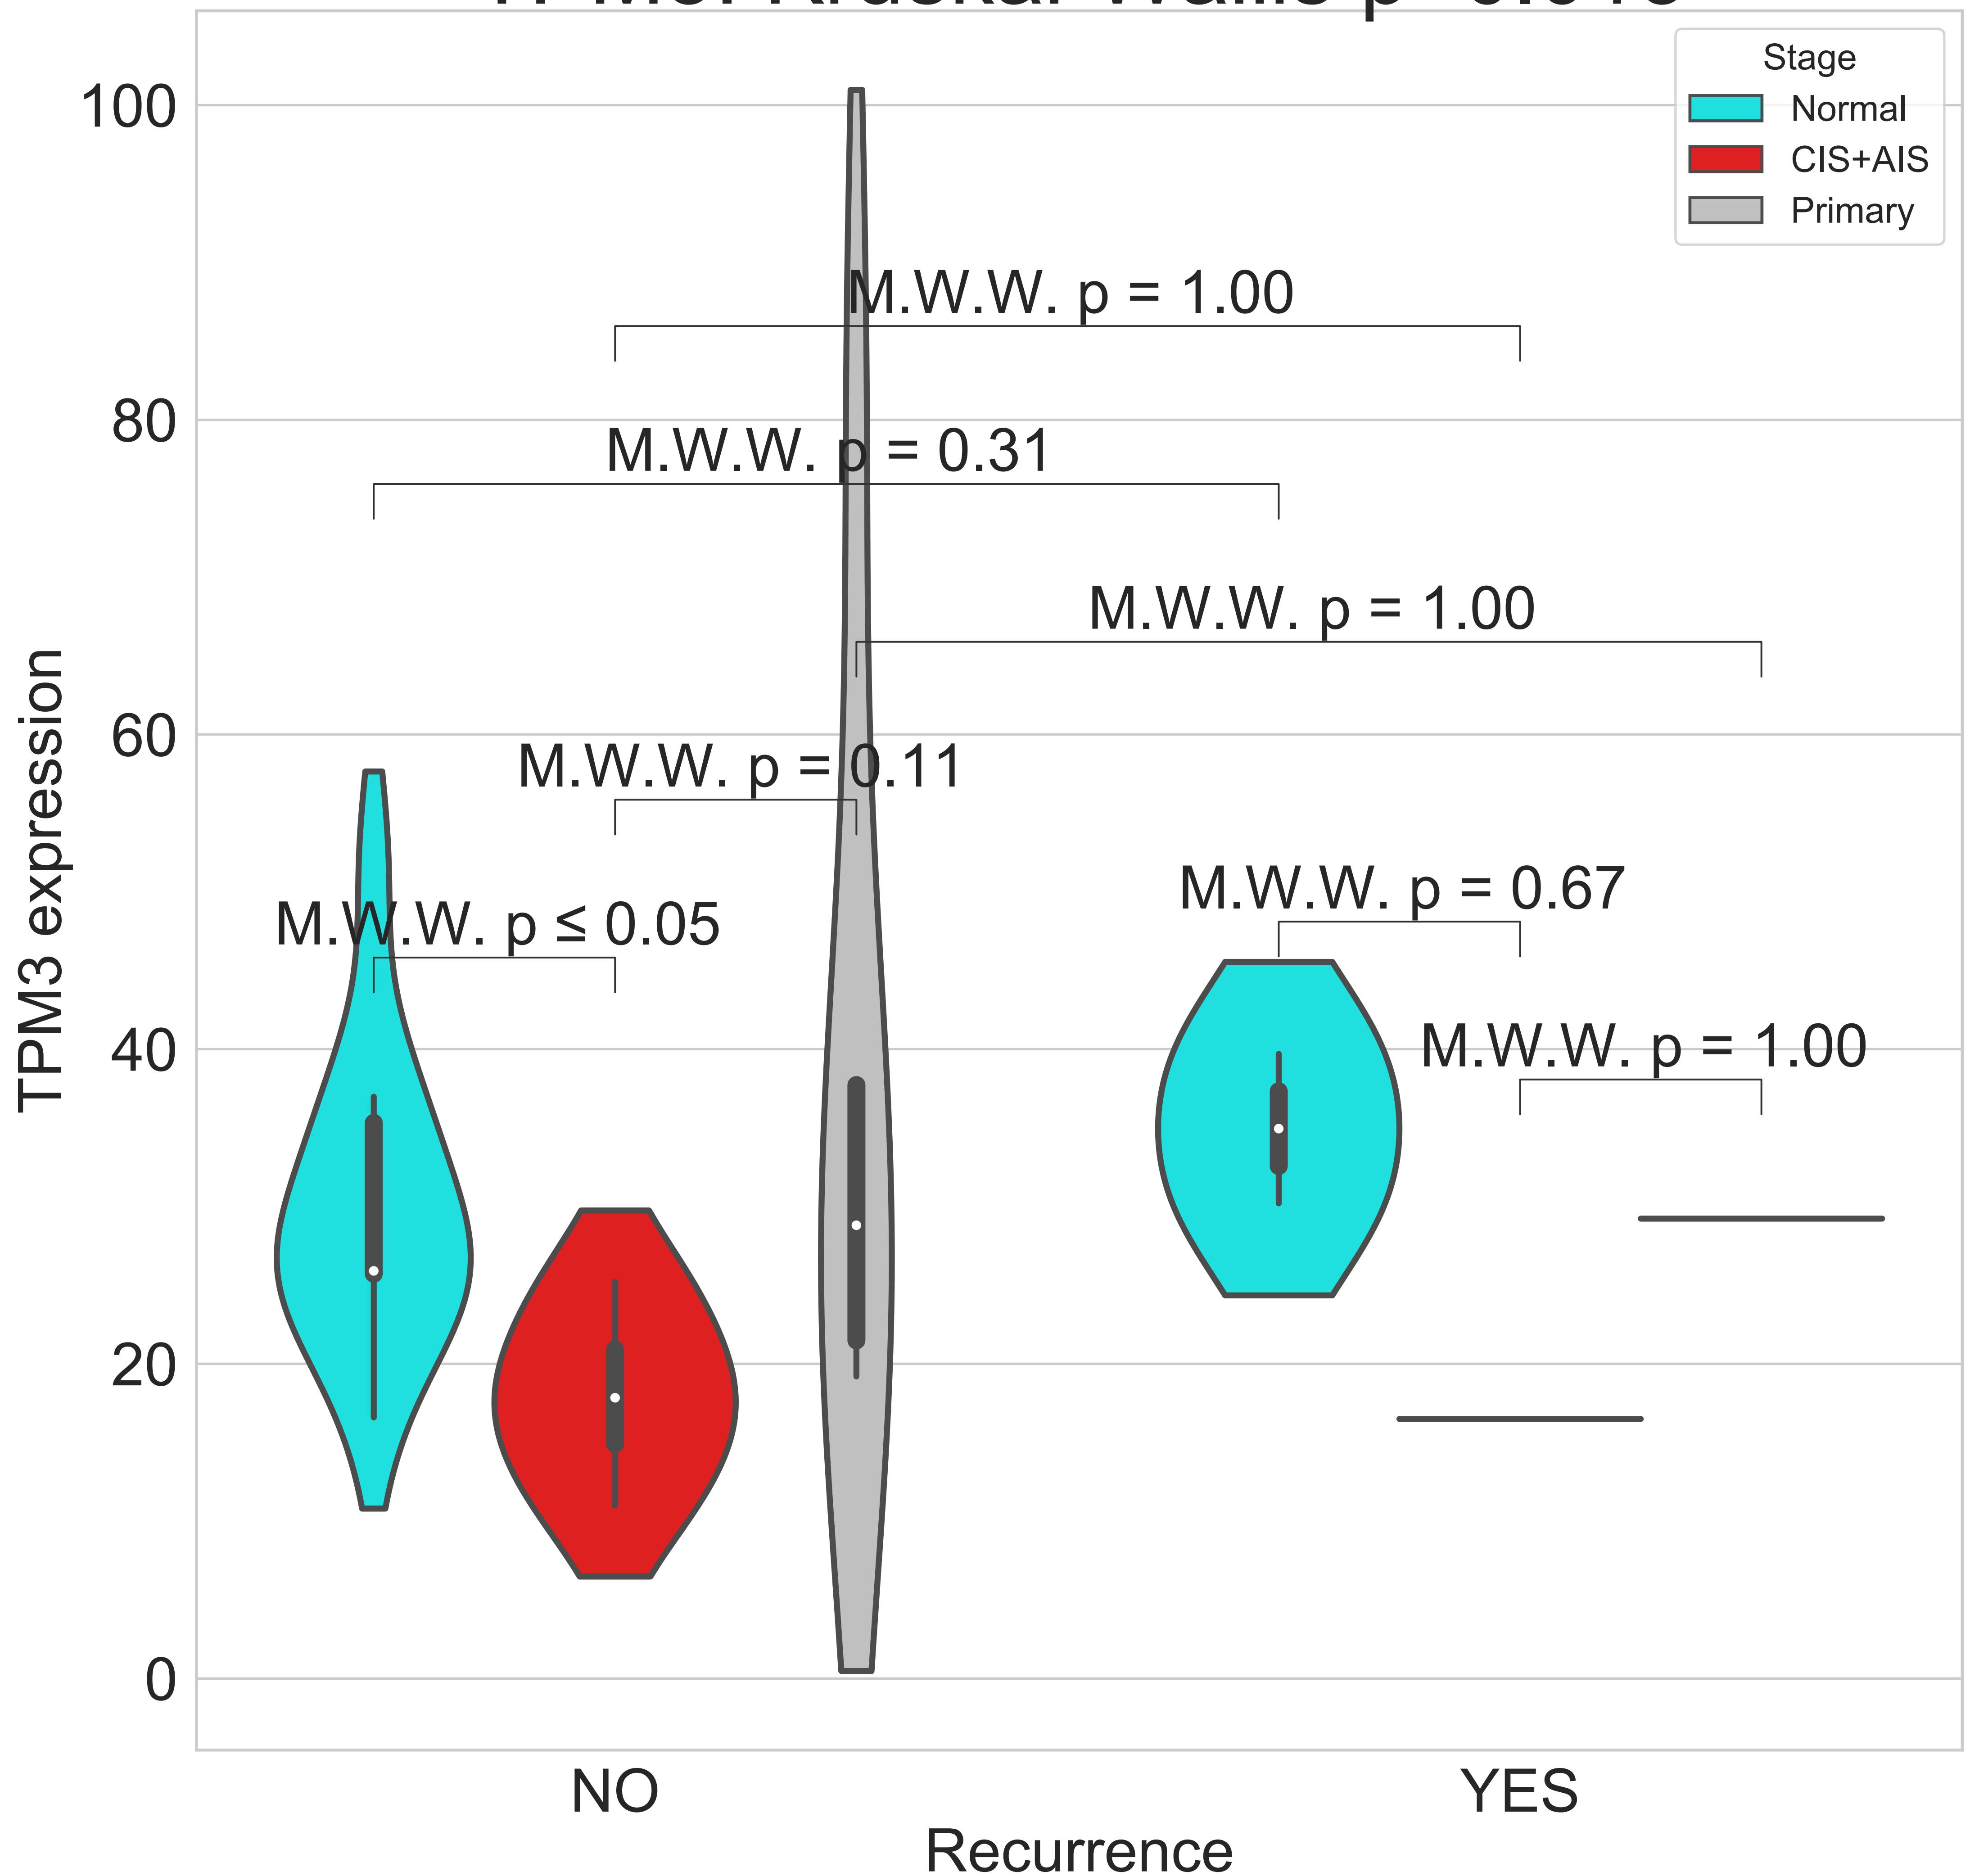 Stage
Normal
CIS+AIS
Primary
100
80
60
40
20
0
TPM3 expression
M.W.W. p = 1.00
M.W.W. p = 0.31
M.W.W. p = 1.00
M.W.W. p = 0.11
M.W.W. p ≤ 0.05
M.W.W. p = 0.67
M.W.W. p = 1.00
NO
YES
Recurrence